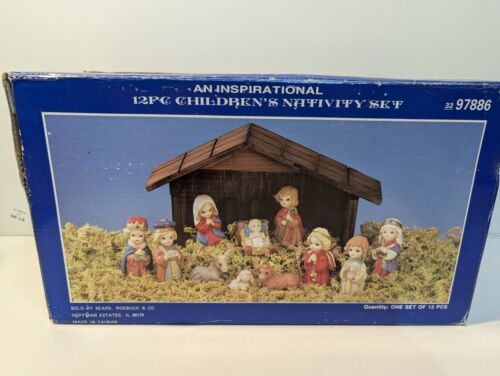 AN INSPIRATIONAL
12PC CHILDREN'S NATIVITY SET
32 97886
SOLD BY SEARS, ROEBUCK & CO
HOFFMAN ESTATES, IL 60179
MADE IN TAIWAN
Quantity: ONE SET OF 12 PCS